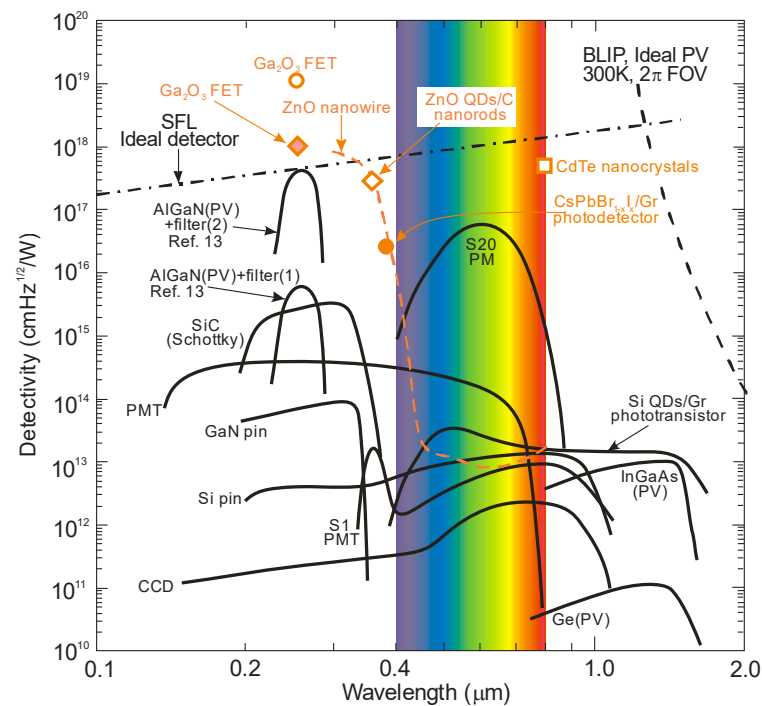 10²⁰
10¹⁹
10¹⁸
10¹⁷
10¹⁶
10¹⁵
10¹⁴
10¹³
10¹²
10¹¹
10¹⁰
Detectivity (cmHz¹ᐟ²/W)
Ga₂O₃ FET
Ga₂O₃ FET
ZnO nanowire
ZnO QDs/C
nanorods
BLIP, Ideal PV
300K, 2π FOV
SFL
Ideal detector
CdTe nanocrystals
CsPbBr₃₋ₓIₓ/Gr
photodetector
AlGaN(PV)
+filter(2)
Ref. 13
S20
PM
AlGaN(PV)+filter(1)
Ref. 13
SiC
(Schottky)
PMT
GaN pin
Si QDs/Gr
phototransistor
Si pin
InGaAs
(PV)
S1
PMT
CCD
Ge(PV)
0.1
0.2
0.4
1.0
2.0
Wavelength (μm)